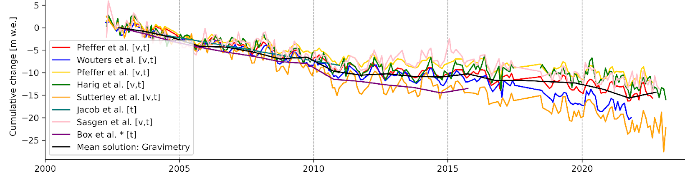 5
0
−5
−10
−15
−20
−25
Cumulative change [m w.e.]
Pfeffer et al. [v,t]
Wouters et al. [v,t]
Pfeffer et al. [v,t]
Harig et al. [v,t]
Sutterley et al. [v,t]
Jacob et al. [t]
Sasgen et al. [v,t]
Box et al. * [t]
Mean solution: Gravimetry
2000
2005
2010
2015
2020